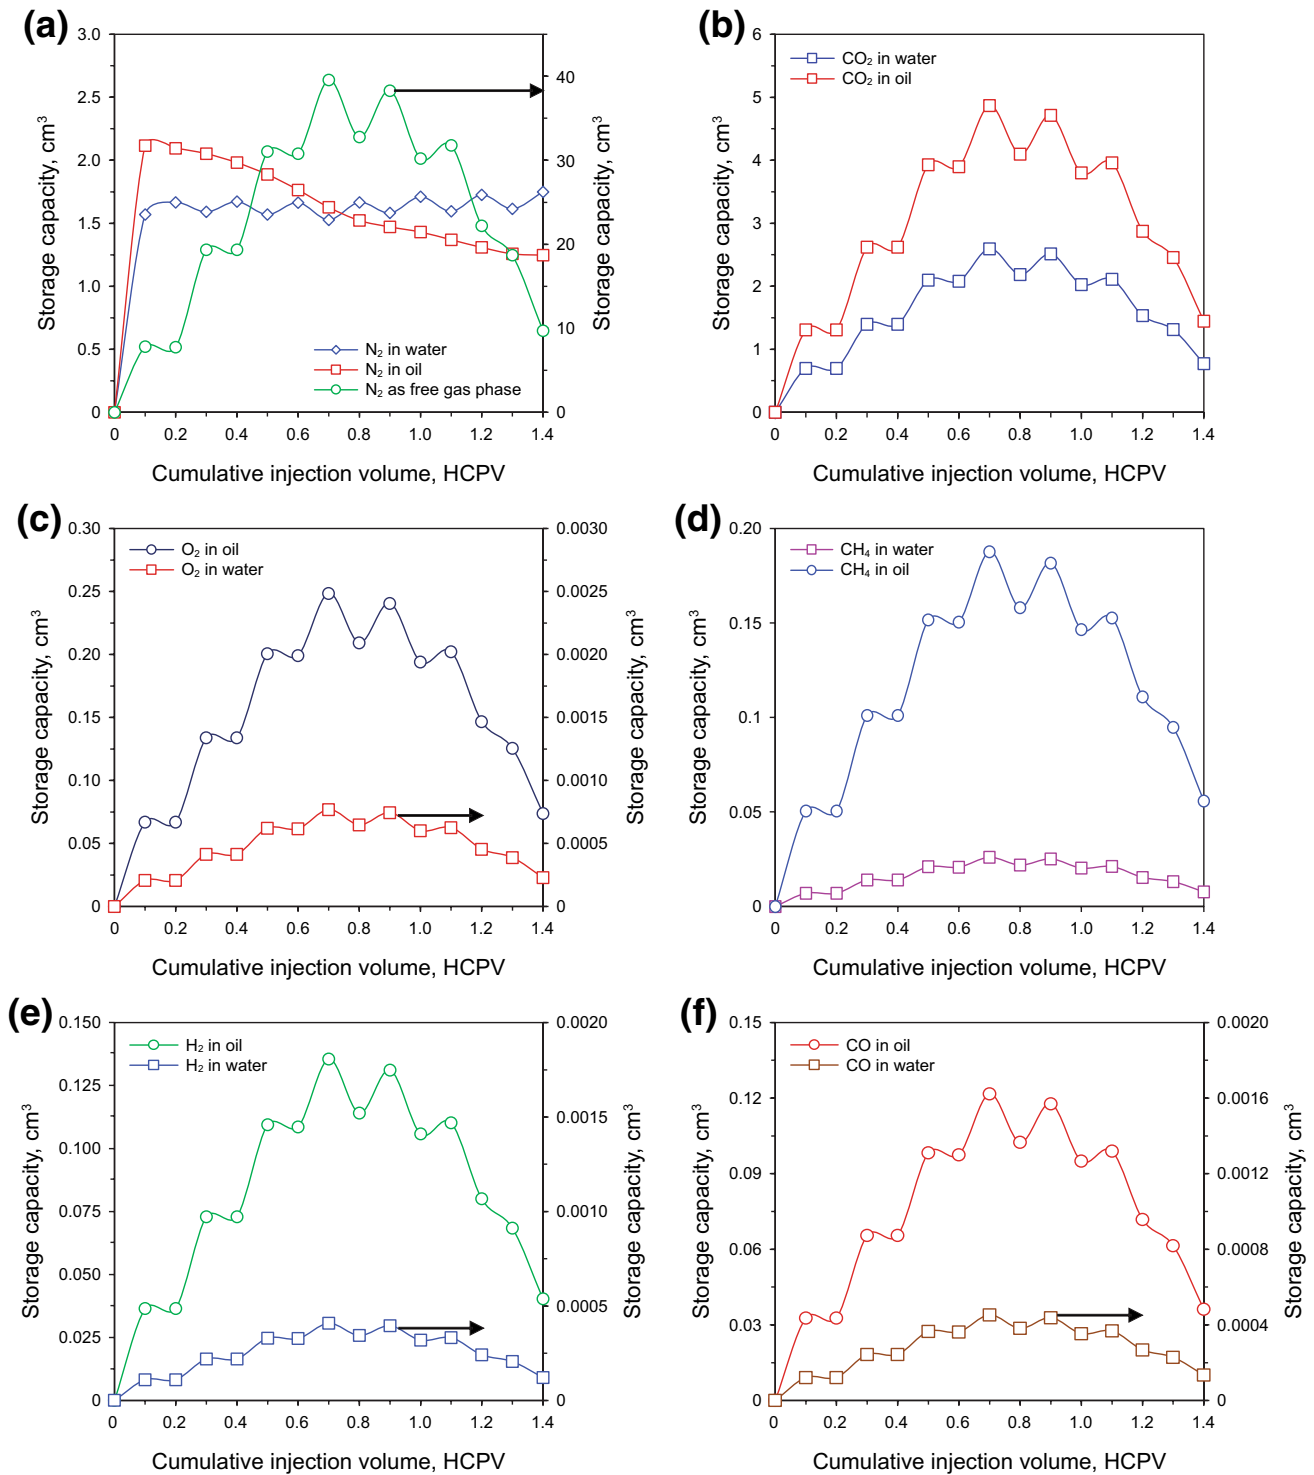 (a)
3.0
2.5
2.0
1.5
1.0
0.5
0
40
30
20
10
0
Storage capacity, cm³
Storage capacity, cm³
N₂ in water
N₂ in oil
N₂ as free gas phase
0 0.2 0.4 0.6 0.8 1.0 1.2 1.4
Cumulative injection volume, HCPV
(b)
6
5
4
3
2
1
0
Storage capacity, cm³
CO₂ in water
CO₂ in oil
0 0.2 0.4 0.6 0.8 1.0 1.2 1.4
Cumulative injection volume, HCPV
(c)
0.30
0.25
0.20
0.15
0.10
0.05
0
0.0030
0.0025
0.0020
0.0015
0.0010
0.0005
0
Storage capacity, cm³
Storage capacity, cm³
O₂ in oil
O₂ in water
0 0.2 0.4 0.6 0.8 1.0 1.2 1.4
Cumulative injection volume, HCPV
(d)
0.20
0.15
0.1
0.05
0
Storage capacity, cm³
CH₄ in water
CH₄ in oil
0 0.2 0.4 0.6 0.8 1.0 1.2 1.4
Cumulative injection volume, HCPV
(e)
0.150
0.125
0.100
0.075
0.050
0.025
0
0.0020
0.0015
0.0010
0.0005
0
Storage capacity, cm³
Storage capacity, cm³
H₂ in oil
H₂ in water
0 0.2 0.4 0.6 0.8 1.0 1.2 1.4
Cumulative injection volume, HCPV
(f)
0.15
0.12
0.09
0.06
0.03
0
0.0020
0.0016
0.0012
0.0008
0.0004
0
Storage capacity, cm³
Storage capacity, cm³
CO in oil
CO in water
0 0.2 0.4 0.6 0.8 1.0 1.2 1.4
Cumulative injection volume, HCPV